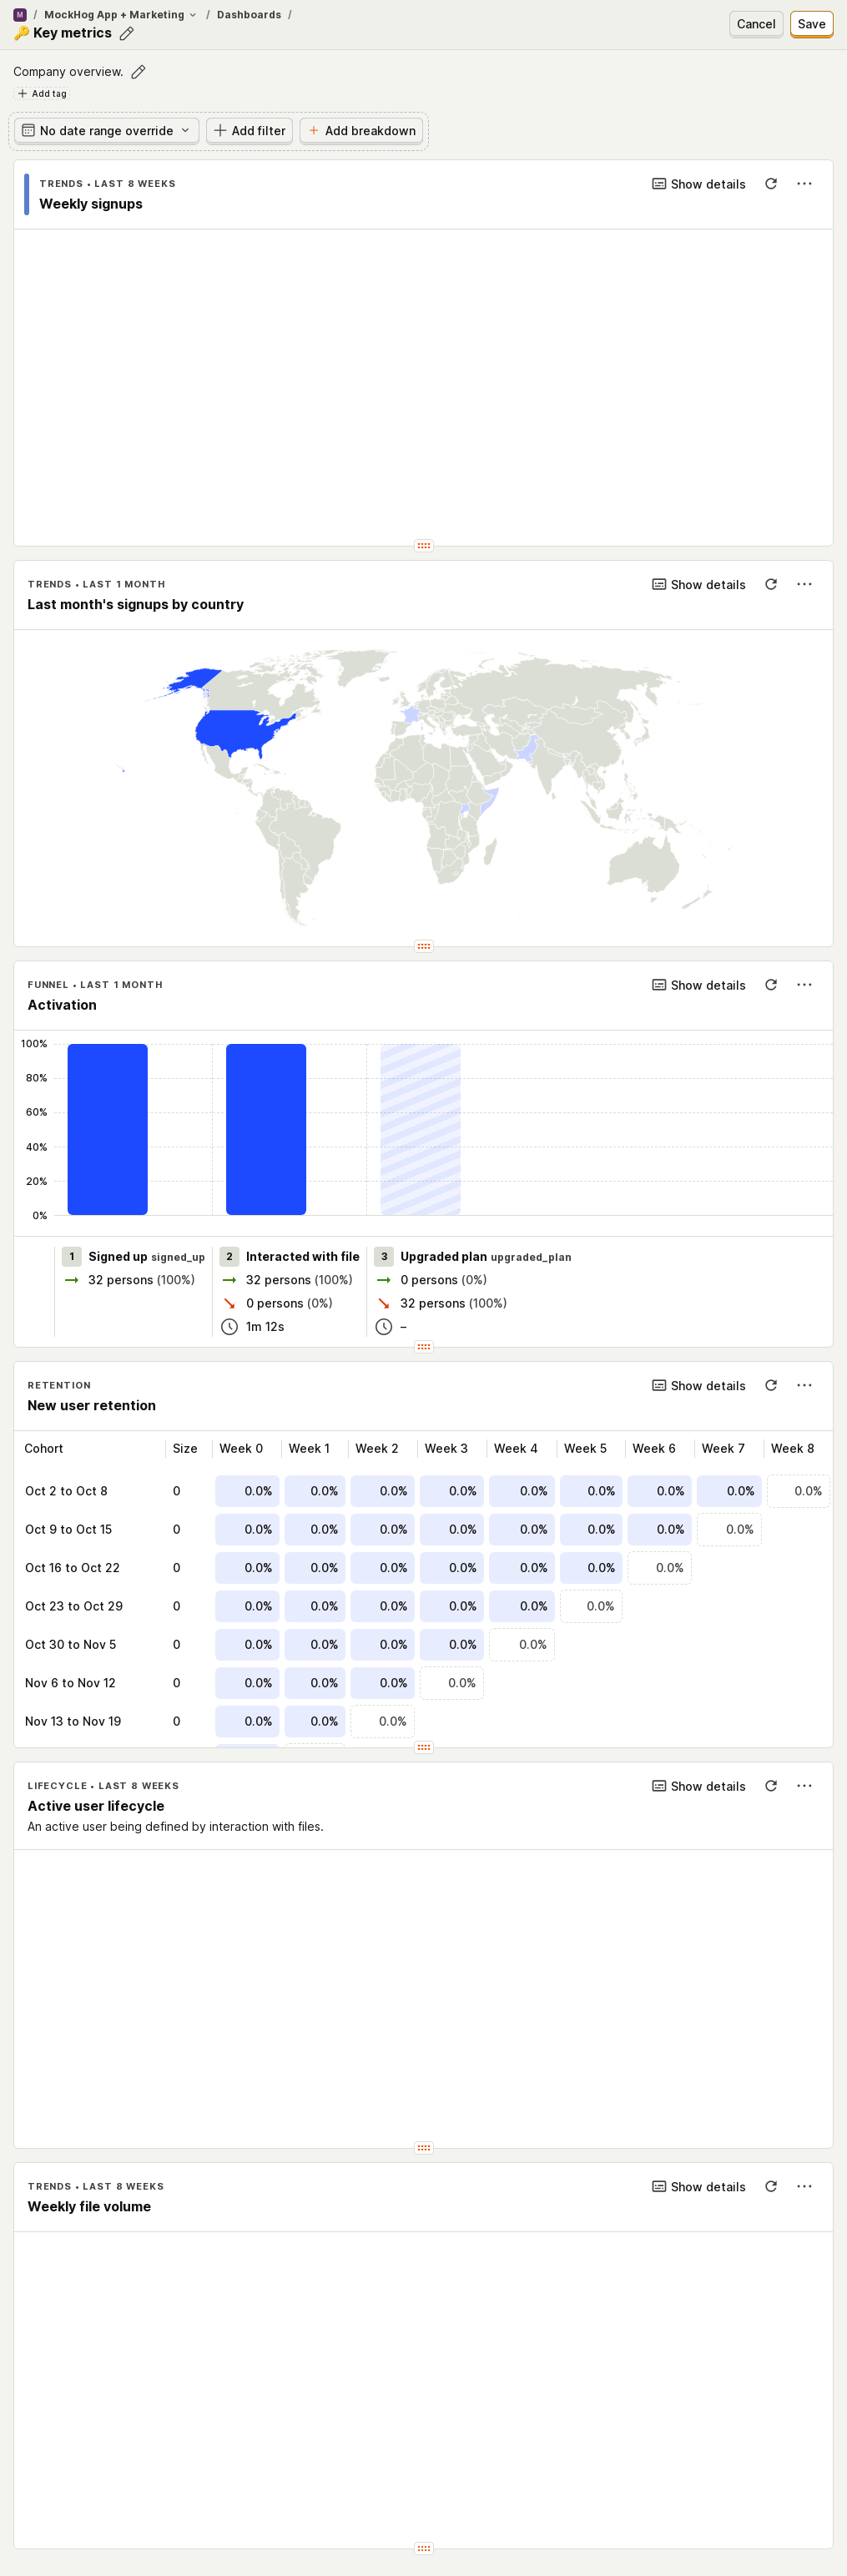 M / MockHog App + Marketing / Dashboards /
🔑 Key metrics
Cancel
Save
Company overview.
Add tag
No date range override
Add filter
Add breakdown
TRENDS • LAST 8 WEEKS
Show details
Weekly signups
TRENDS • LAST 1 MONTH
Show details
Last month's signups by country
FUNNEL • LAST 1 MONTH
Show details
Activation
100%
80%
60%
40%
20%
0%
1 Signed up signed_up
32 persons (100%)
2 Interacted with file
32 persons (100%)
0 persons (0%)
1m 12s
3 Upgraded plan upgraded_plan
0 persons (0%)
32 persons (100%)
–
RETENTION
Show details
New user retention
Cohort Size Week 0 Week 1 Week 2 Week 3 Week 4 Week 5 Week 6 Week 7 Week 8
Oct 2 to Oct 8 0 0.0% 0.0% 0.0% 0.0% 0.0% 0.0% 0.0% 0.0% 0.0%
Oct 9 to Oct 15 0 0.0% 0.0% 0.0% 0.0% 0.0% 0.0% 0.0% 0.0%
Oct 16 to Oct 22 0 0.0% 0.0% 0.0% 0.0% 0.0% 0.0% 0.0%
Oct 23 to Oct 29 0 0.0% 0.0% 0.0% 0.0% 0.0% 0.0%
Oct 30 to Nov 5 0 0.0% 0.0% 0.0% 0.0% 0.0%
Nov 6 to Nov 12 0 0.0% 0.0% 0.0% 0.0%
Nov 13 to Nov 19 0 0.0% 0.0% 0.0%
LIFECYCLE • LAST 8 WEEKS
Show details
Active user lifecycle
An active user being defined by interaction with files.
TRENDS • LAST 8 WEEKS
Show details
Weekly file volume